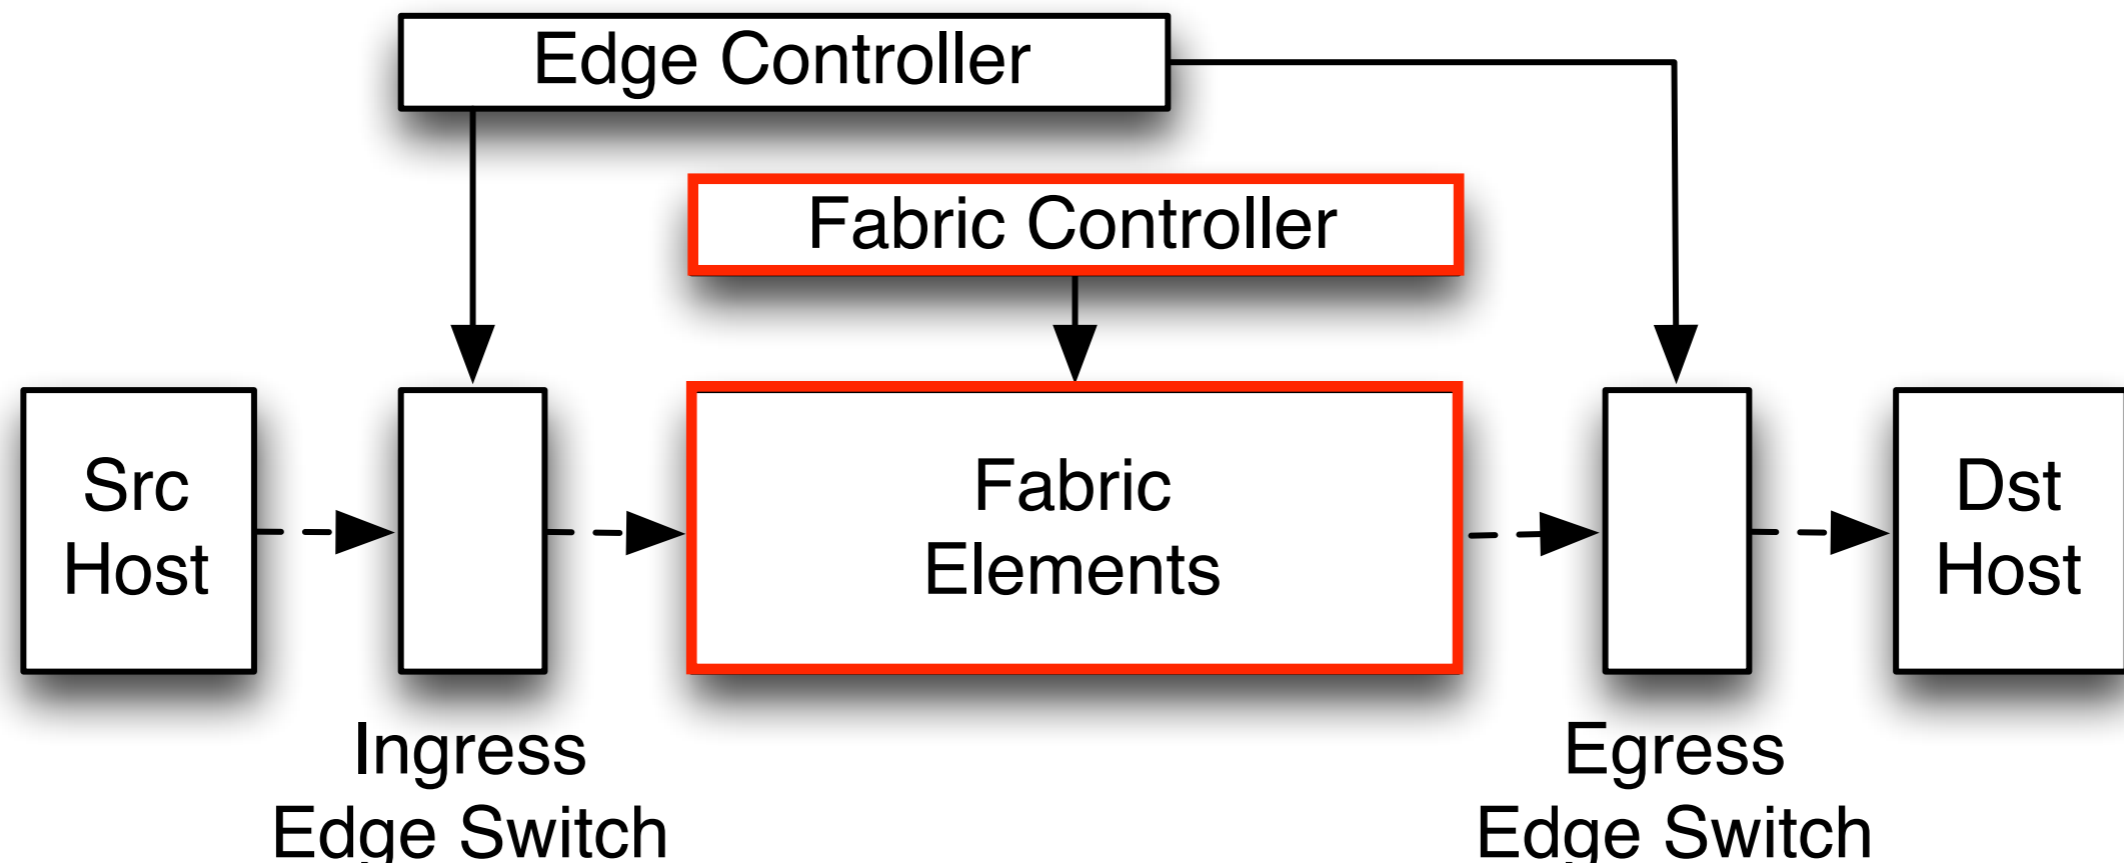 Edge Controller
Fabric Controller
Src
Host
Fabric
Elements
Dst
Host
Ingress
Edge Switch
Egress
Edge Switch